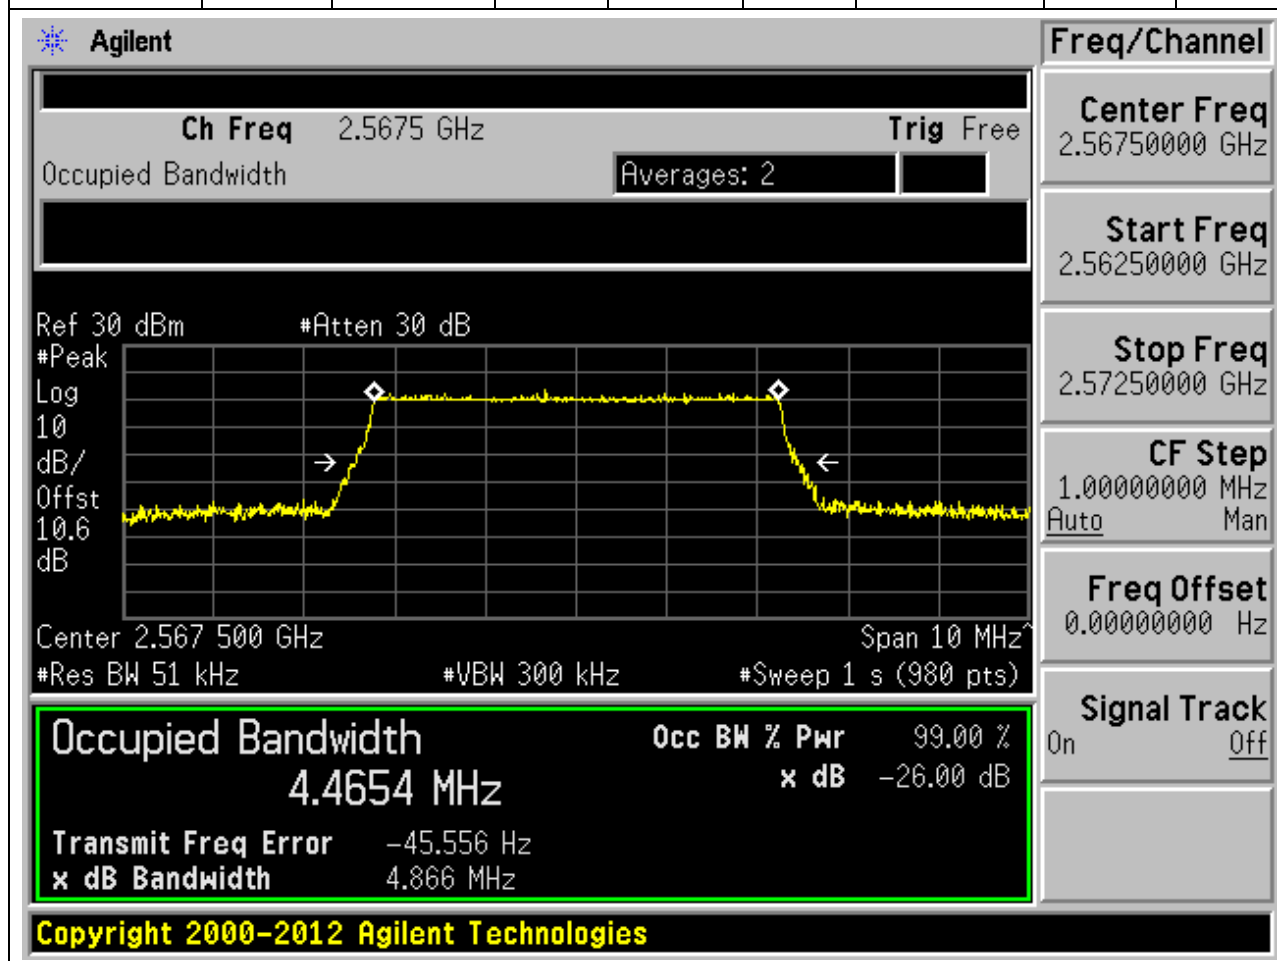 Agilent
Freq/Channel
Ch Freq 2.5675 GHz Trig Free
Occupied Bandwidth Averages: 2
Center Freq
2.56750000 GHz
Start Freq
2.56250000 GHz
Stop Freq
2.57250000 GHz
CF Step
1.00000000 MHz
Auto Man
Freq Offset
0.00000000 Hz
Signal Track
On Off
Ref 30 dBm #Atten 30 dB
#Peak
Log
10
dB/
Offst
10.6
dB
Center 2.567 500 GHz Span 10 MHz^
#Res BW 51 kHz #VBW 300 kHz #Sweep 1 s (980 pts)
Occupied Bandwidth Occ BW % Pwr 99.00 %
4.4654 MHz x dB -26.00 dB
Transmit Freq Error -45.556 Hz
x dB Bandwidth 4.866 MHz
Copyright 2000-2012 Agilent Technologies